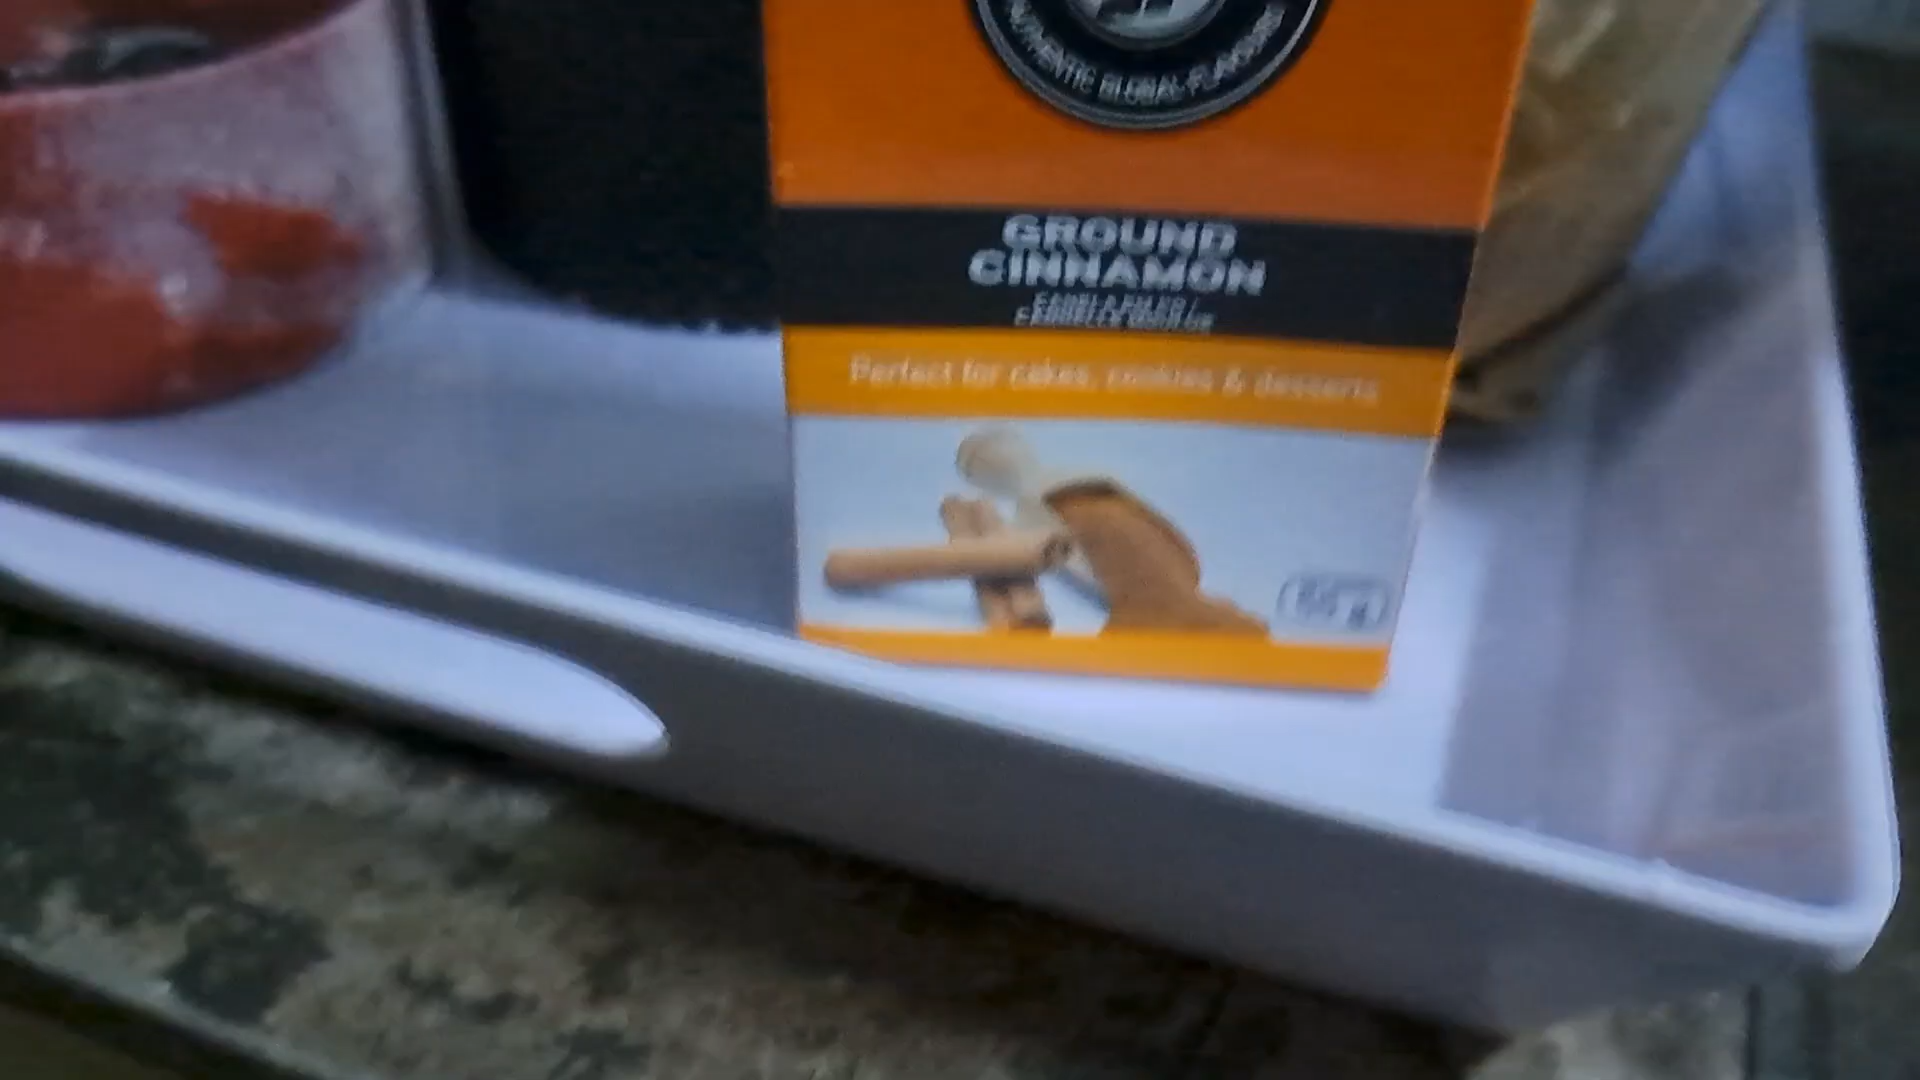 AUTHENTIC GLOBAL FLAVOURS
GROUND
CINNAMON
Perfect for cakes, cookies & desserts